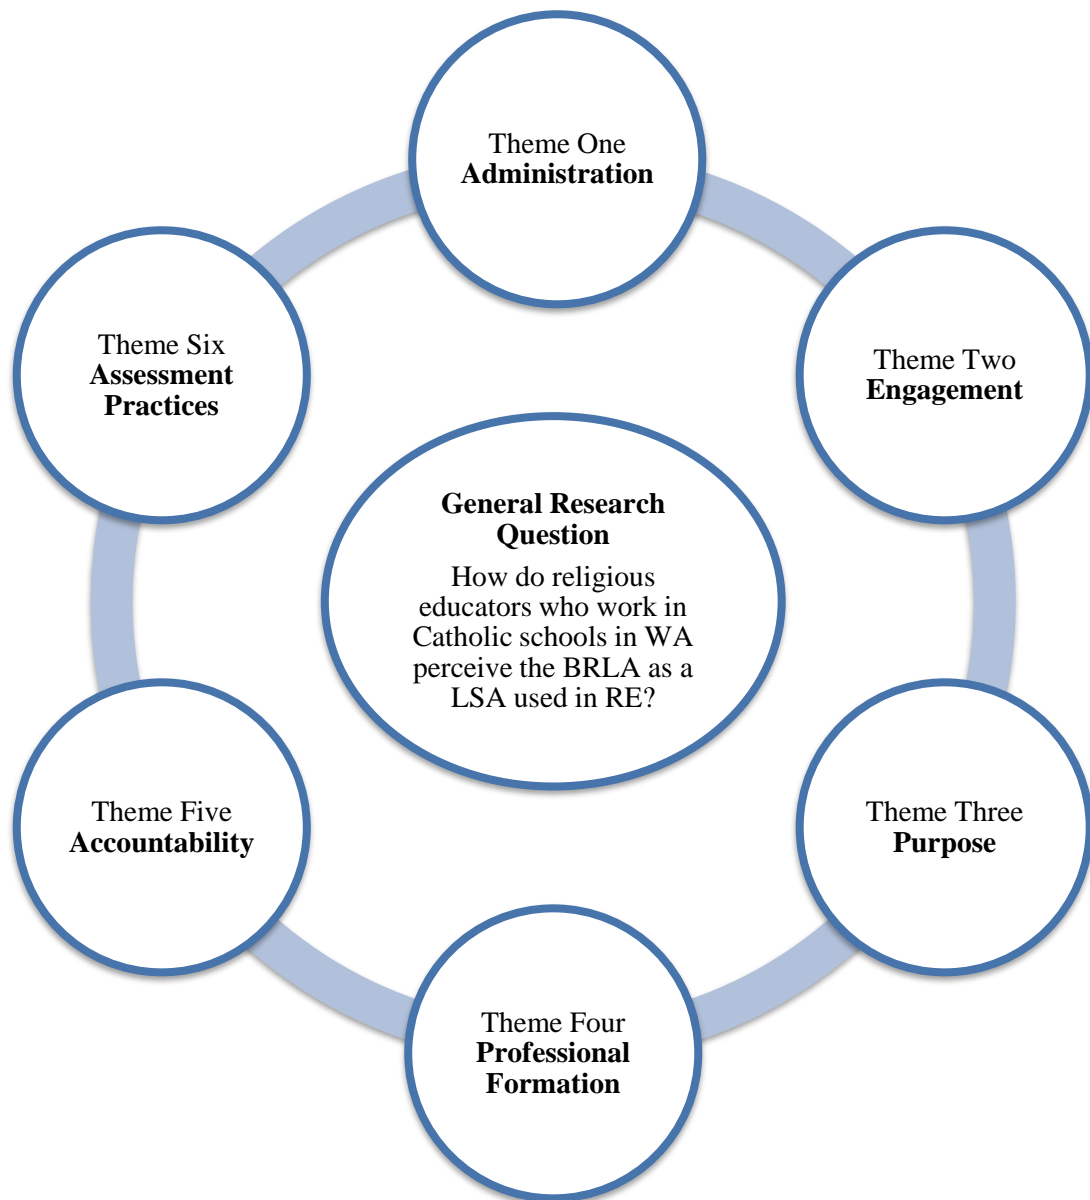 Theme One
Administration
Theme Two
Engagement
Theme Three
Purpose
Theme Four
Professional
Formation
Theme Five
Accountability
Theme Six
Assessment
Practices
General Research
Question
How do religious
educators who work in
Catholic schools in WA
perceive the BRLA as a
LSA used in RE?